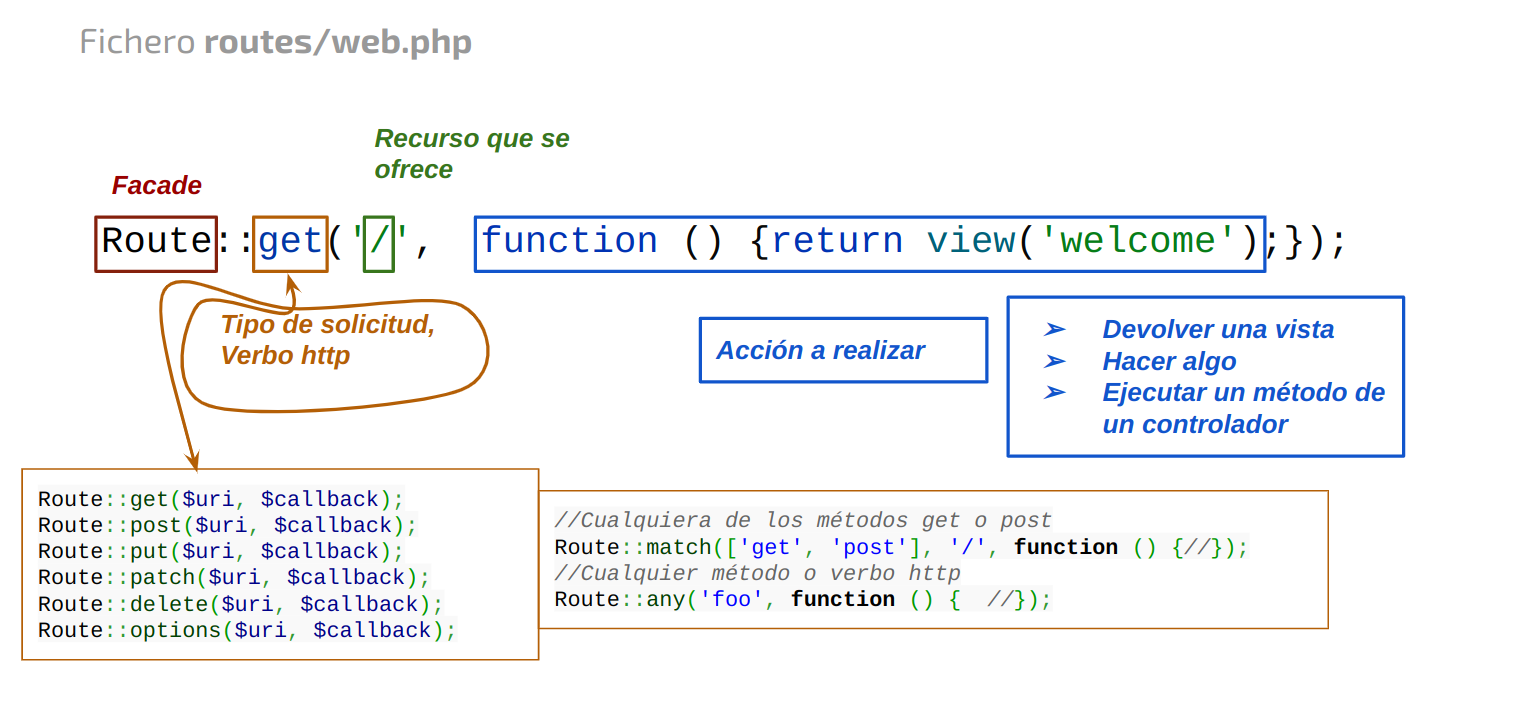 Fichero routes/web.php
Recurso que se
ofrece
Facade
Route::get('/', function () {return view('welcome');});
Tipo de solicitud,
Verbo http
Acción a realizar
➢ Devolver una vista
➢ Hacer algo
➢ Ejecutar un método de
un controlador
Route::get($uri, $callback);
Route::post($uri, $callback);
Route::put($uri, $callback);
Route::patch($uri, $callback);
Route::delete($uri, $callback);
Route::options($uri, $callback);
//Cualquiera de los métodos get o post
Route::match(['get', 'post'], '/', function () {//});
//Cualquier método o verbo http
Route::any('foo', function () {  //});